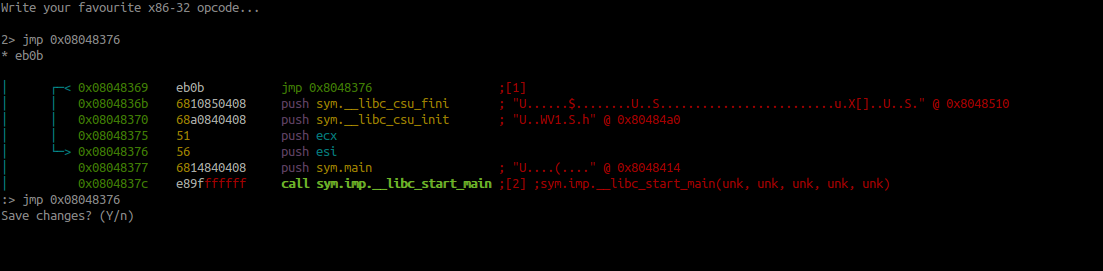 Write your favourite x86-32 opcode...
2> jmp 0x08048376
* eb0b
0x08048369 eb0b jmp 0x8048376 ;[1]
0x0804836b 6810850408 push sym.__libc_csu_fini ; "U......$........U..S.........................u.X[]..U..S." @ 0x8048510
0x08048370 68a0840408 push sym.__libc_csu_init ; "U..WV1.S.h" @ 0x80484a0
0x08048375 51 push ecx
0x08048376 56 push esi
0x08048377 6814840408 push sym.main ; "U....(...." @ 0x8048414
0x0804837c e89fffffff call sym.imp.__libc_start_main ;[2] ;sym.imp.__libc_start_main(unk, unk, unk, unk, unk)
:> jmp 0x08048376
Save changes? (Y/n)